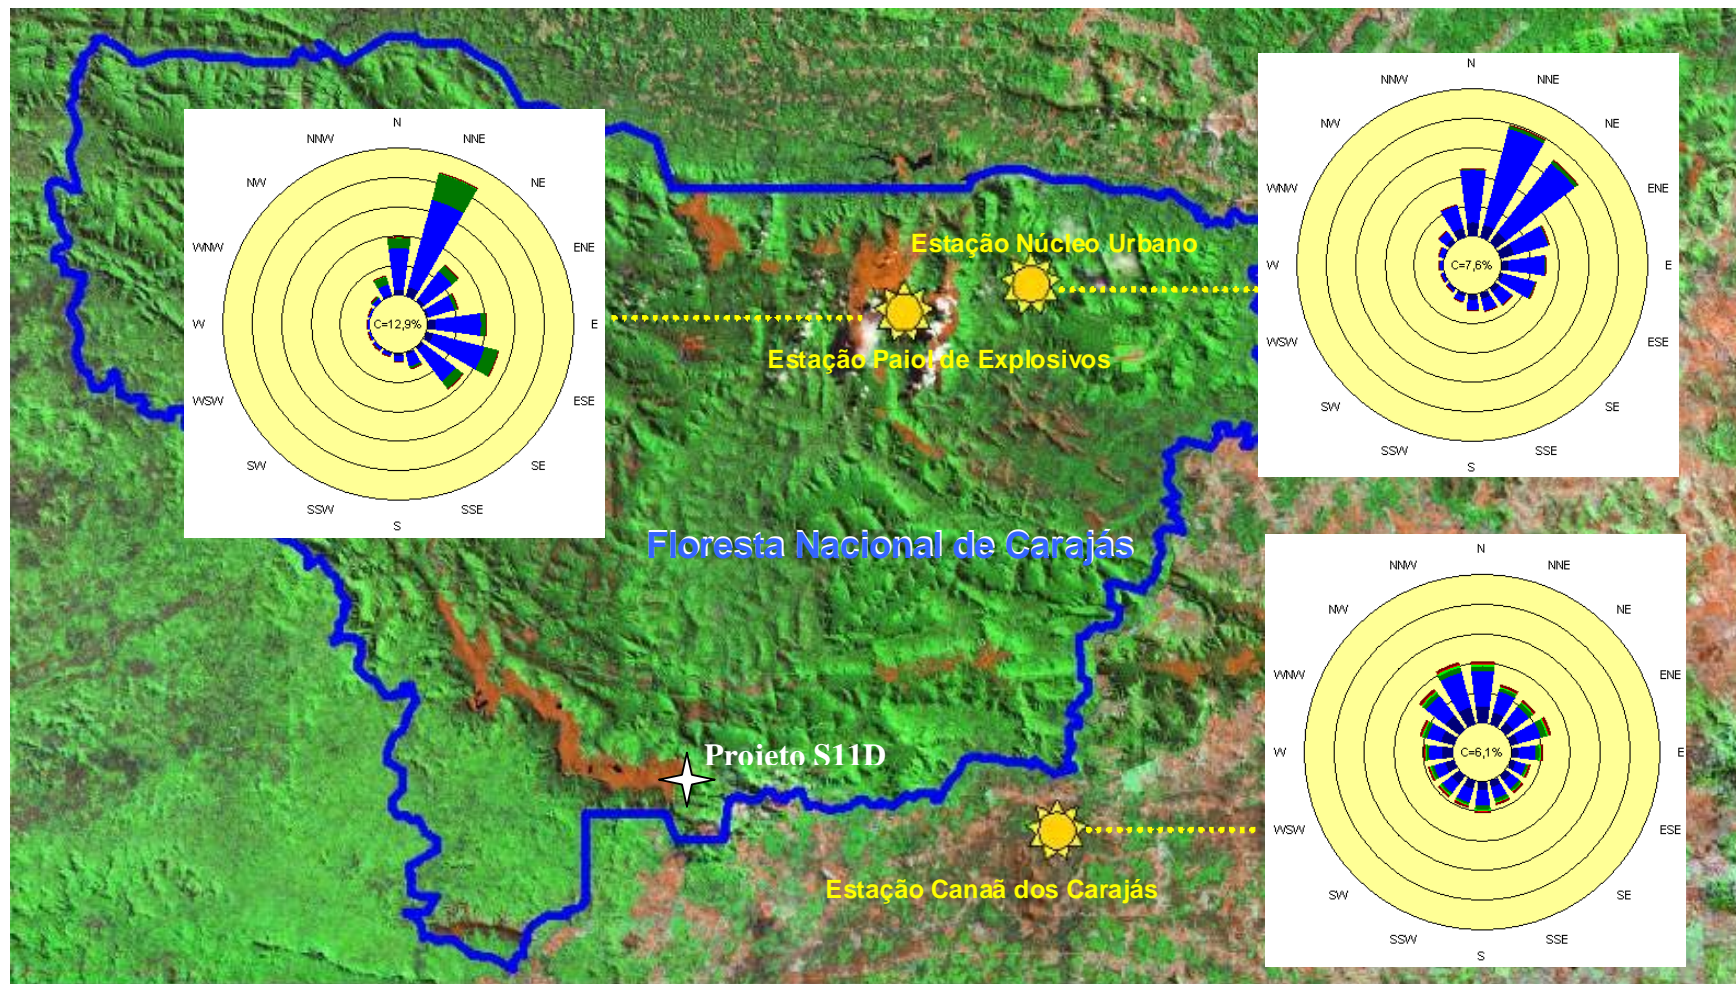 N
NNW
NNE
NW
NE
WNW
ENE
W
C=12,9%
E
WSW
ESE
SW
SE
SSW
SSE
S
N
NNW
NNE
NW
NE
WNW
ENE
W
C=7,6%
E
WSW
ESE
SW
SE
SSW
SSE
S
Estação Núcleo Urbano
Estação Paiol de Explosivos
Floresta Nacional de Carajás
Projeto S11D
Estação Canaã dos Carajás
N
NNW
NNE
NW
NE
WNW
ENE
W
C=6,1%
E
WSW
ESE
SW
SE
SSW
SSE
S